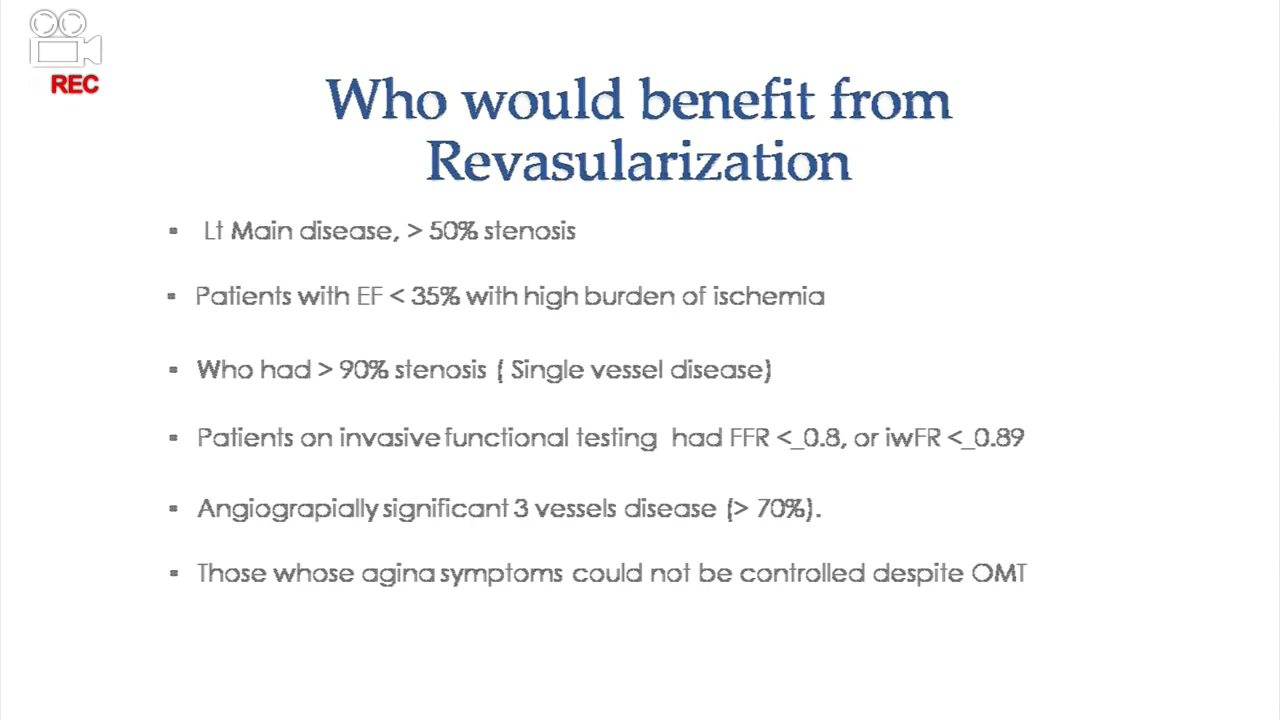 REC
Who would benefit from
Revasularization
▪ Lt Main disease, > 50% stenosis
▪ Patients with EF < 35% with high burden of ischemia
▪ Who had > 90% stenosis ( Single vessel disease)
▪ Patients on invasive functional testing had FFR <_0.8, or iwFR <_0.89
▪ Angiograpially significant 3 vessels disease (> 70%).
▪ Those whose agina symptoms could not be controlled despite OMT